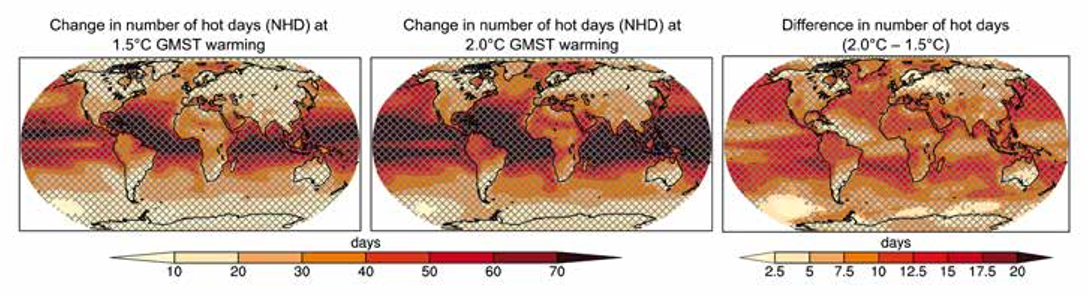 Change in number of hot days (NHD) at
1.5°C GMST warming
Change in number of hot days (NHD) at
2.0°C GMST warming
Difference in number of hot days
(2.0°C – 1.5°C)
days
10 20 30 40 50 60 70
days
2.5 5 7.5 10 12.5 15 17.5 20